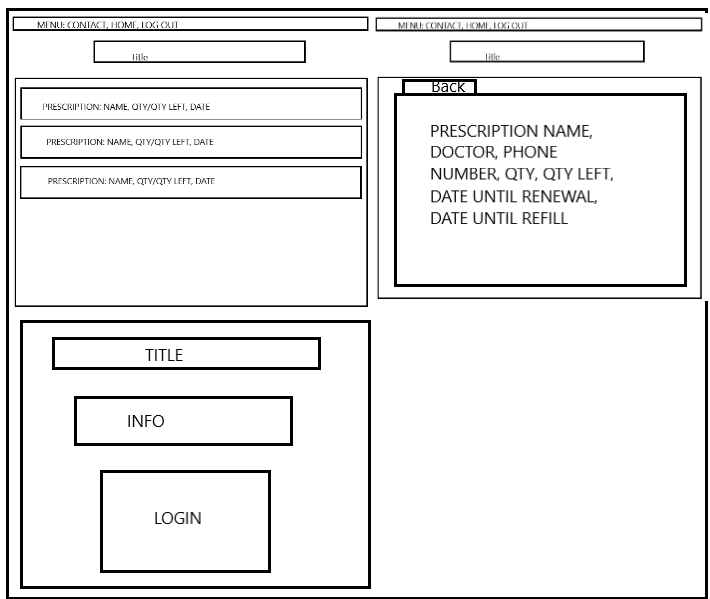 MENU: CONTACT, HOME, LOG OUT
Title
PRESCRIPTION: NAME, QTY/QTY LEFT, DATE
PRESCRIPTION: NAME, QTY/QTY LEFT, DATE
PRESCRIPTION: NAME, QTY/QTY LEFT, DATE
MENU: CONTACT, HOME, LOG OUT
Title
Back
PRESCRIPTION NAME,
DOCTOR, PHONE
NUMBER, QTY, QTY LEFT,
DATE UNTIL RENEWAL,
DATE UNTIL REFILL
TITLE
INFO
LOGIN